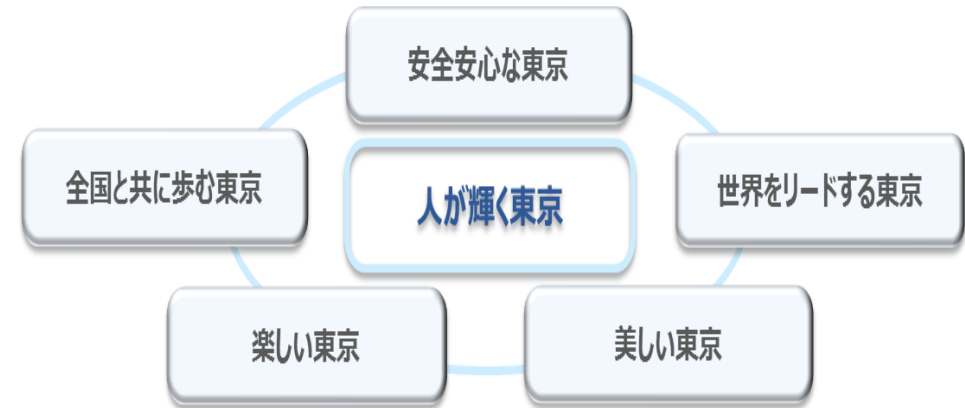 安全安心な東京
全国と共に歩む東京
人が輝く東京
世界をリードする東京
楽しい東京
美しい東京